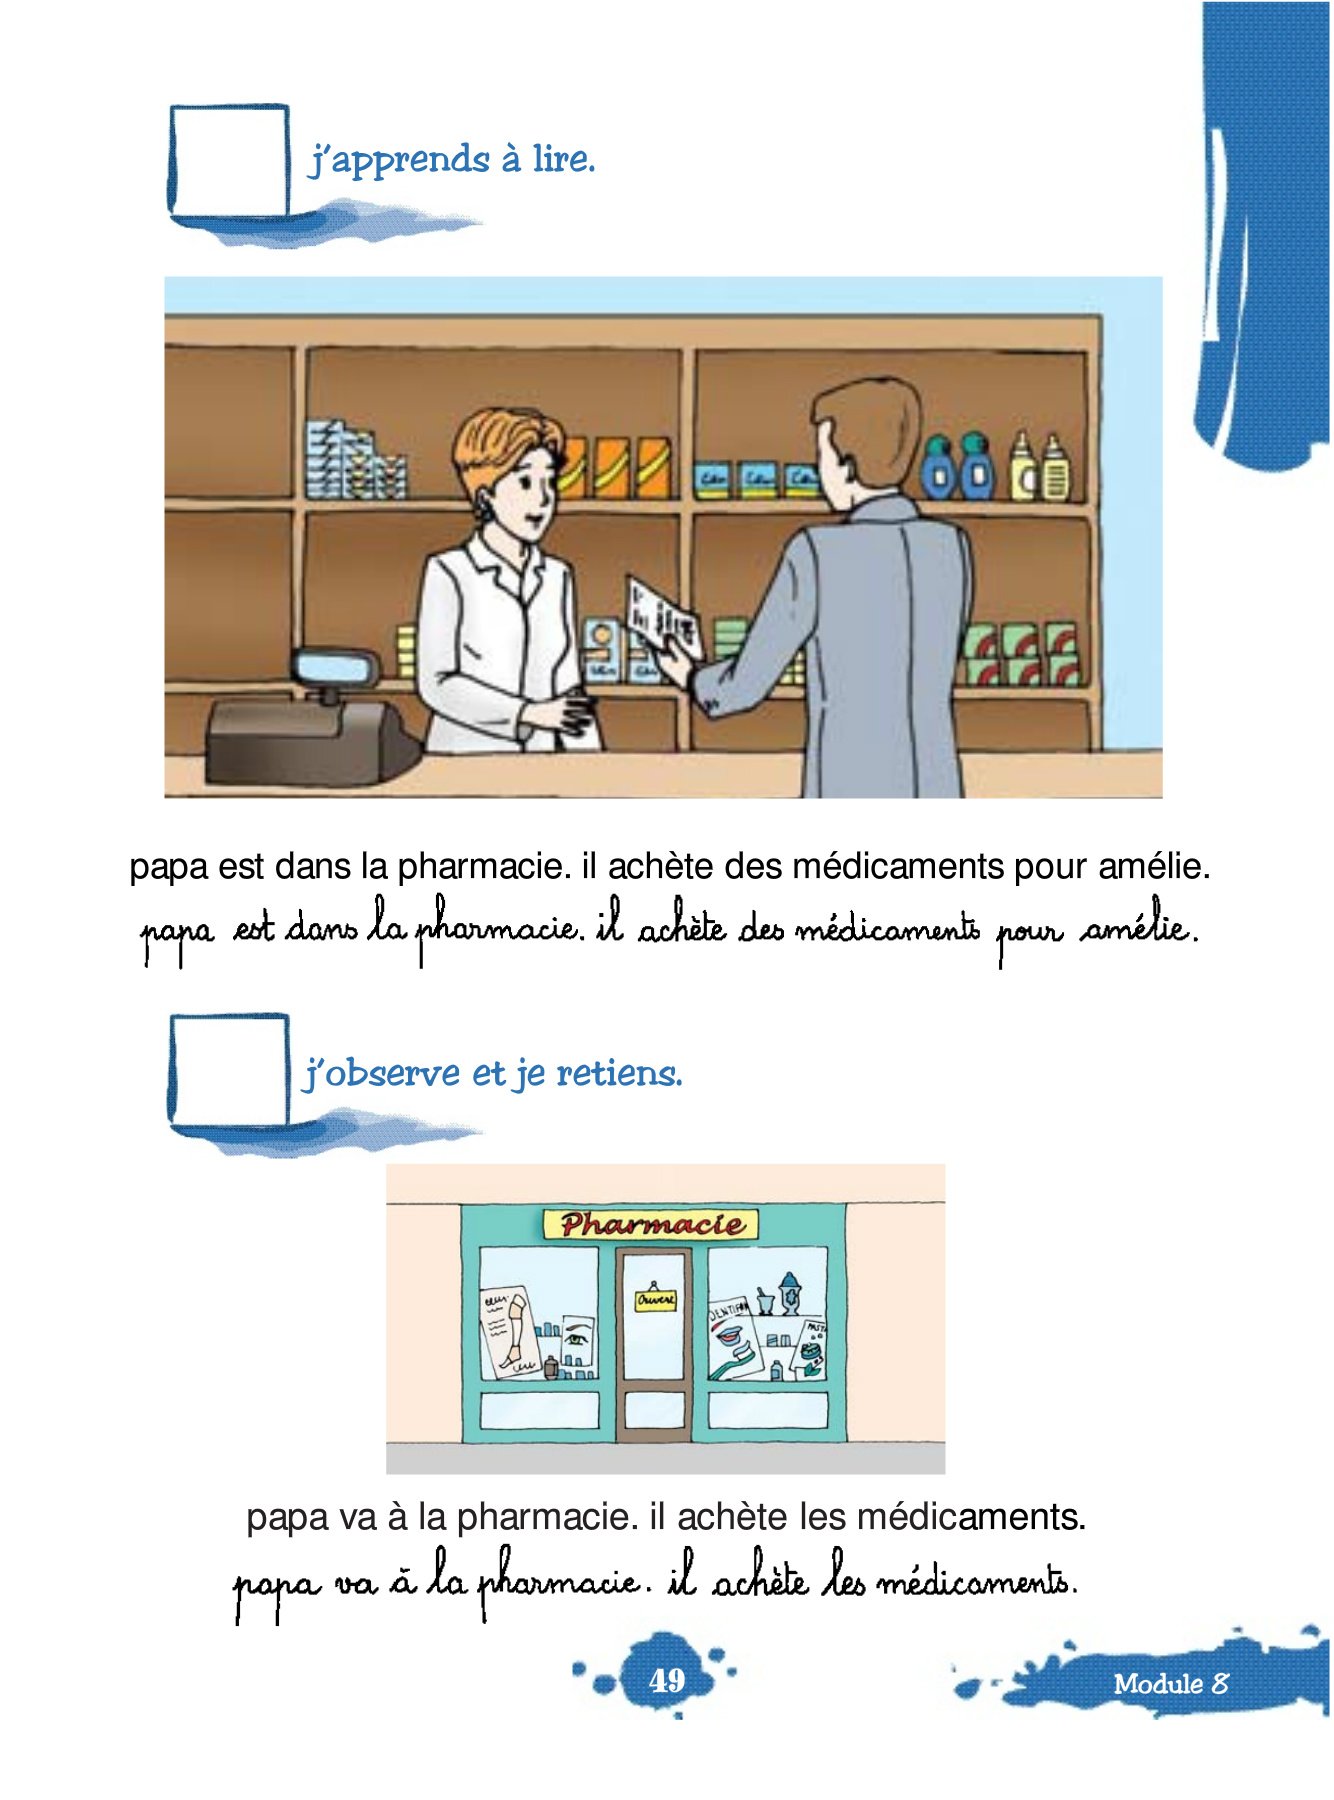 j'apprends à lire.
papa est dans la pharmacie. il achète des médicaments pour amélie.
papa est dans la pharmacie. il achète des médicaments pour amélie.
j'observe et je retiens.
Pharmacie
Ouvert
papa va à la pharmacie. il achète les médicaments.
papa va à la pharmacie. il achète les médicaments.
49
Module 8